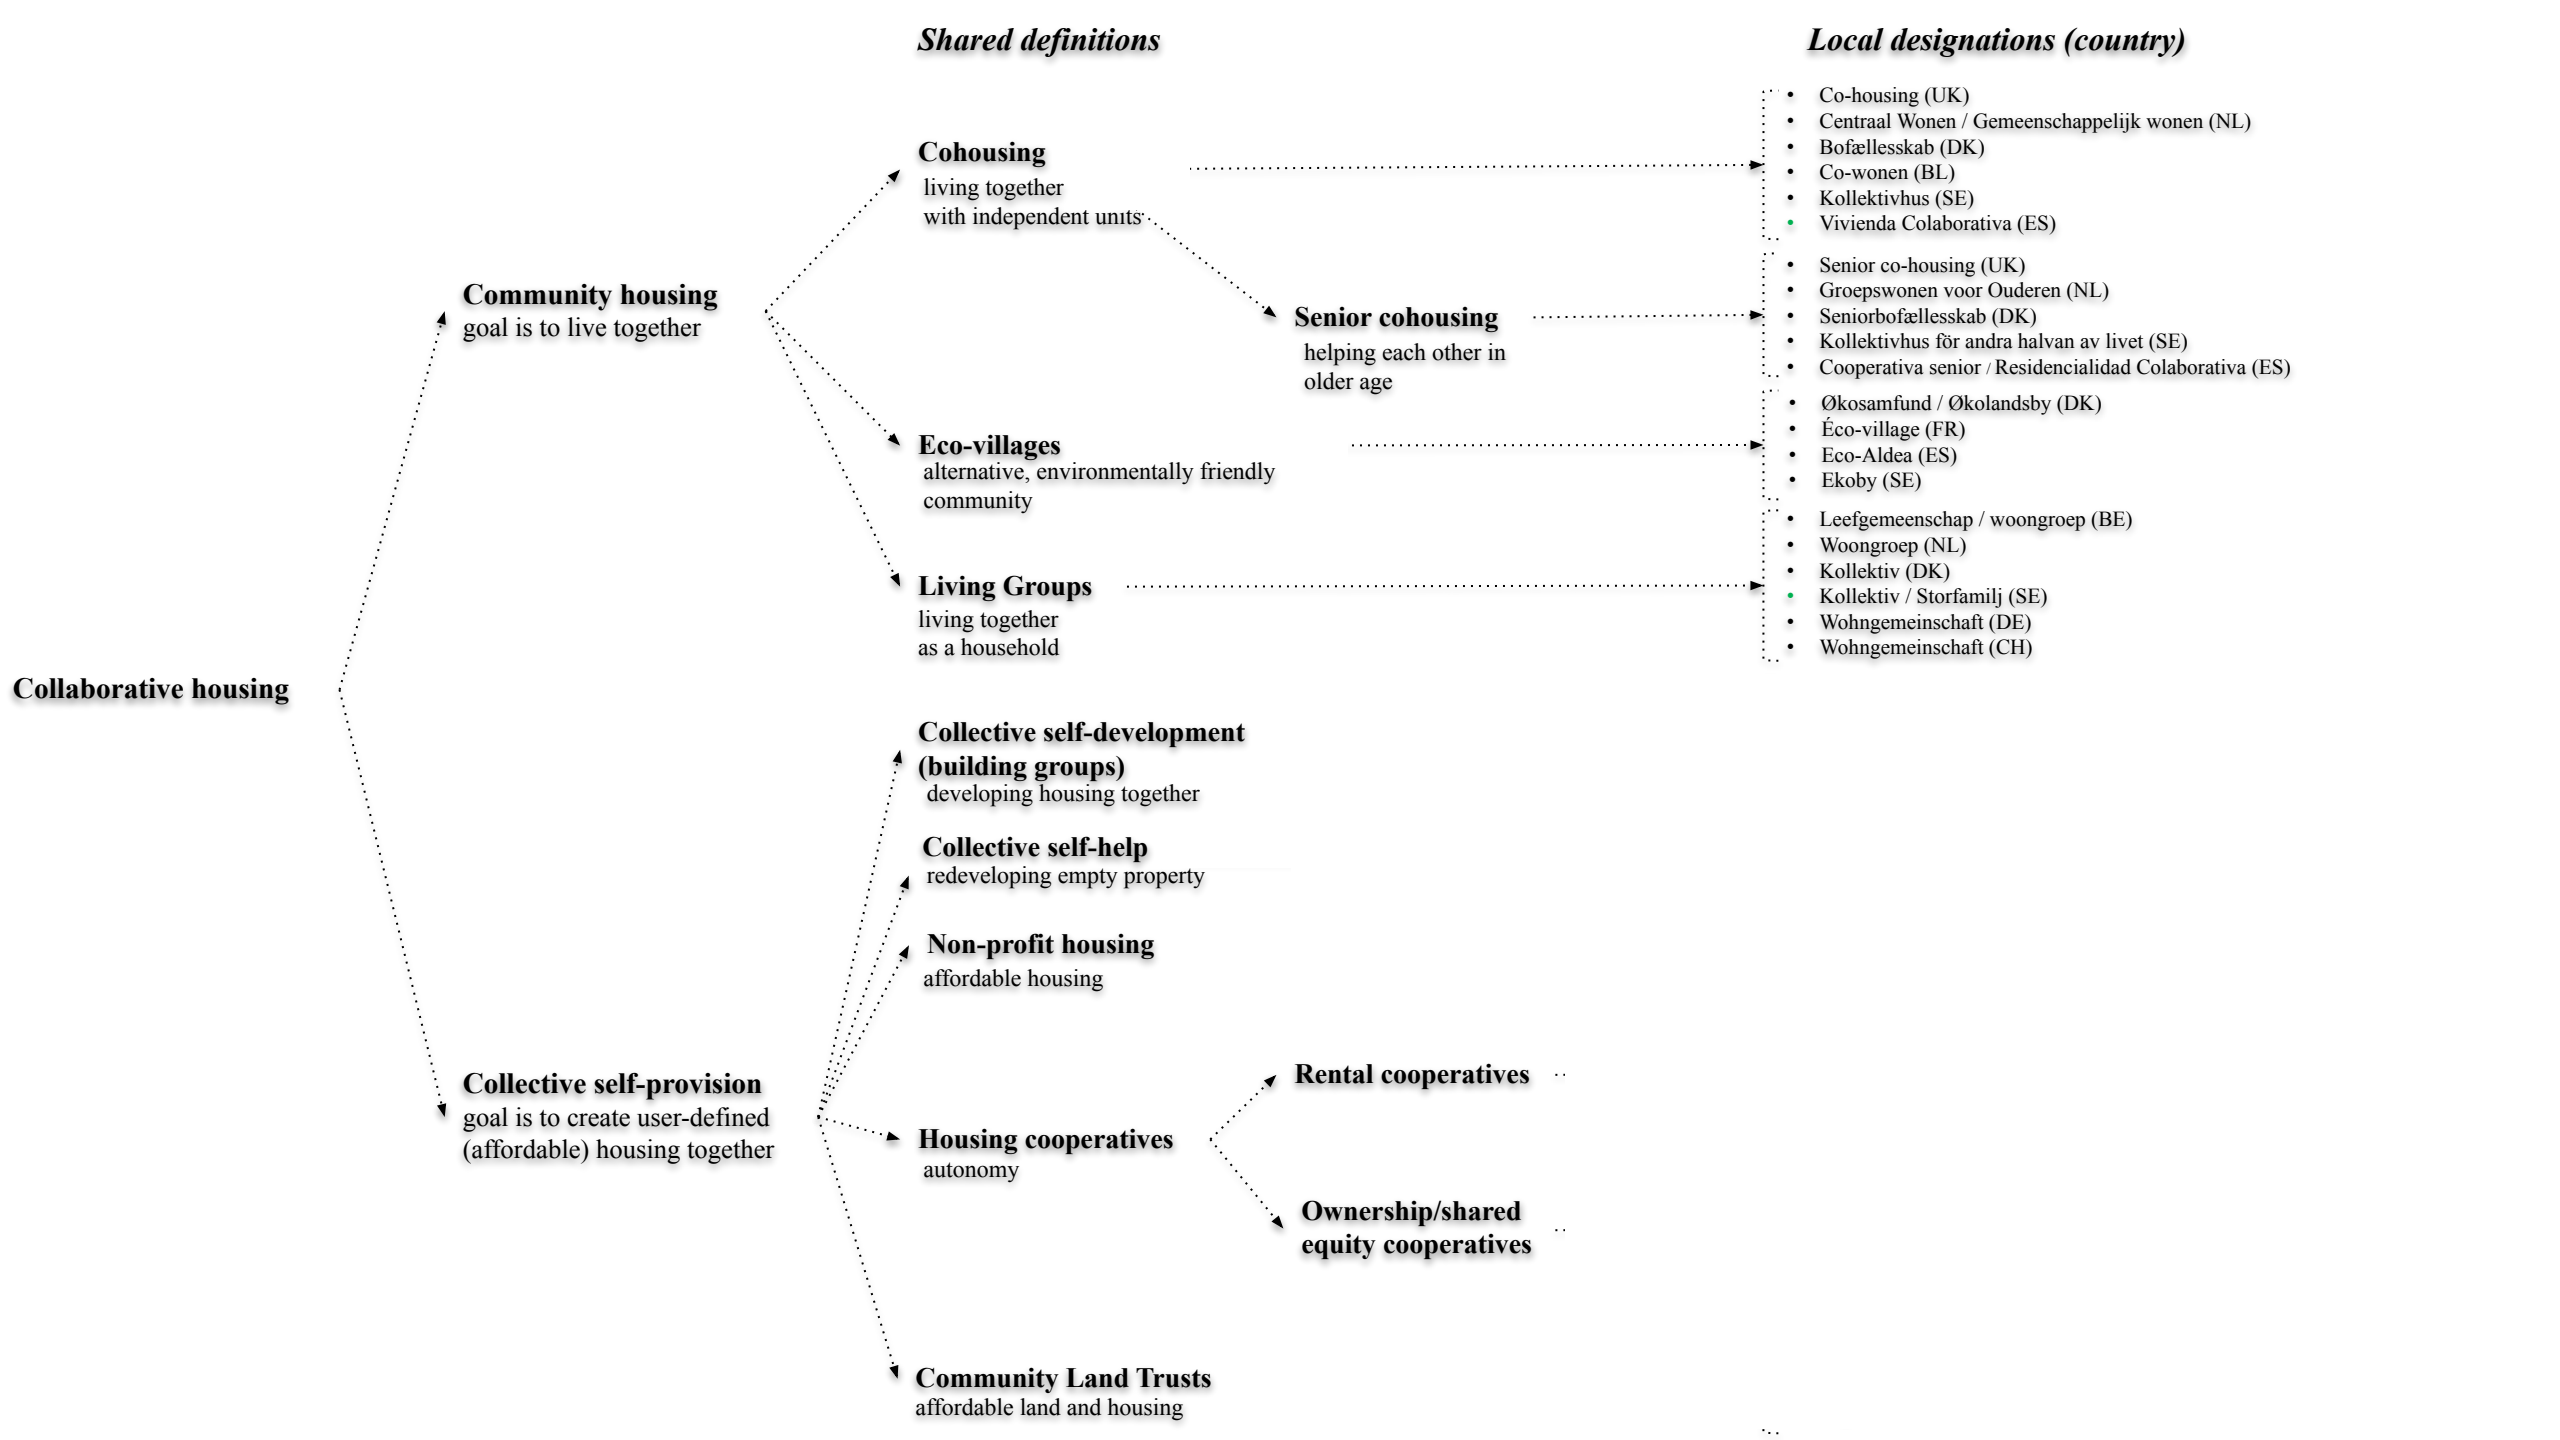 Shared definitions
Local designations (country)
Collaborative housing
Community housing
goal is to live together
Cohousing
living together
with independent units
Senior cohousing
helping each other in
older age
Eco-villages
alternative, environmentally friendly
community
Living Groups
living together
as a household
• Co-housing (UK)
• Centraal Wonen / Gemeenschappelijk wonen (NL)
• Bofællesskab (DK)
• Co-wonen (BL)
• Kollektivhus (SE)
• Vivienda Colaborativa (ES)
• Senior co-housing (UK)
• Groepswonen voor Ouderen (NL)
• Seniorbofællesskab (DK)
• Kollektivhus för andra halvan av livet (SE)
• Cooperativa senior / Residencialidad Colaborativa (ES)
• Økosamfund / Økolandsby (DK)
• Éco-village (FR)
• Eco-Aldea (ES)
• Ekoby (SE)
• Leefgemeenschap / woongroep (BE)
• Woongroep (NL)
• Kollektiv (DK)
• Kollektiv / Storfamilj (SE)
• Wohngemeinschaft (DE)
• Wohngemeinschaft (CH)
Collective self-provision
goal is to create user-defined
(affordable) housing together
Collective self-development
(building groups)
developing housing together
Collective self-help
redeveloping empty property
Non-profit housing
affordable housing
Housing cooperatives
autonomy
Rental cooperatives
Ownership/shared
equity cooperatives
Community Land Trusts
affordable land and housing